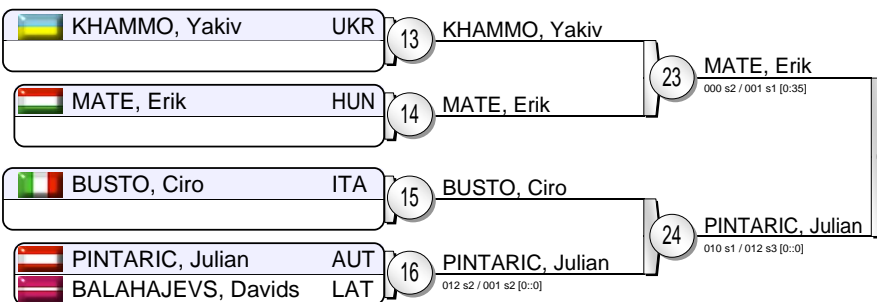 KHAMMO, Yakiv UKR
13
KHAMMO, Yakiv
MATE, Erik HUN
14
MATE, Erik
23
MATE, Erik
000 s2 / 001 s1 [0:35]
BUSTO, Ciro ITA
15
BUSTO, Ciro
PINTARIC, Julian AUT
BALAHAJEVS, Davids LAT
16
PINTARIC, Julian
012 s2 / 001 s2 [0::0]
24
PINTARIC, Julian
010 s1 / 012 s3 [0::0]